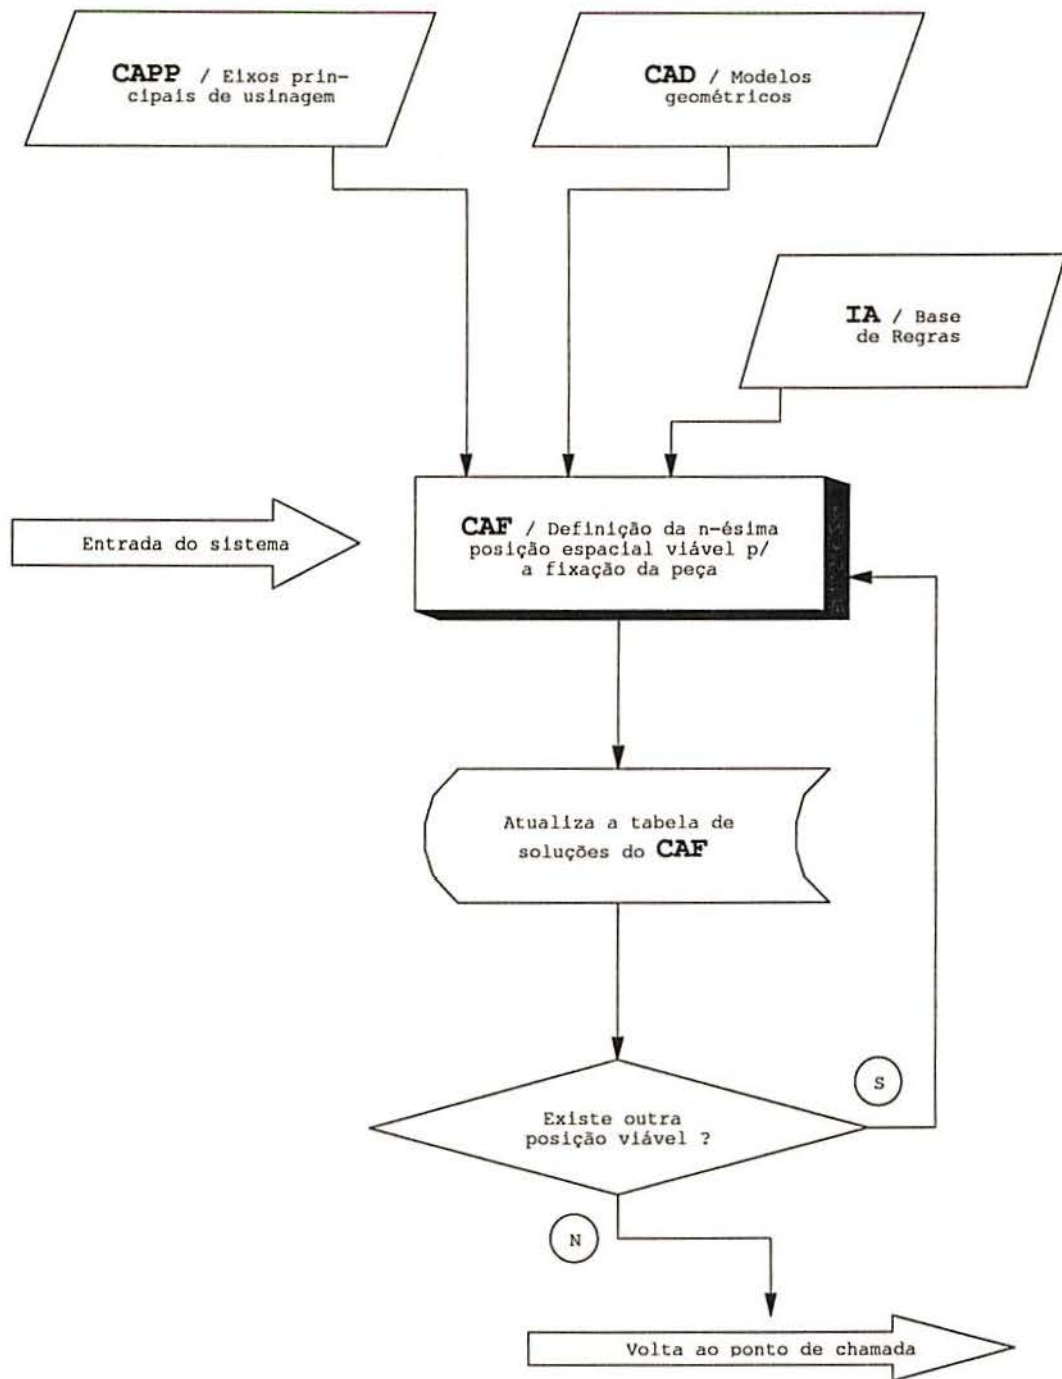 CAPP / Eixos prin-
cipais de usinagem
CAD / Modelos
geométricos
IA / Base
de Regras
Entrada do sistema
CAF / Definição da n-ésima
posição espacial viável p/
a fixação da peça
Atualiza a tabela de
soluções do CAF
Existe outra
posição viável ?
S
N
Volta ao ponto de chamada